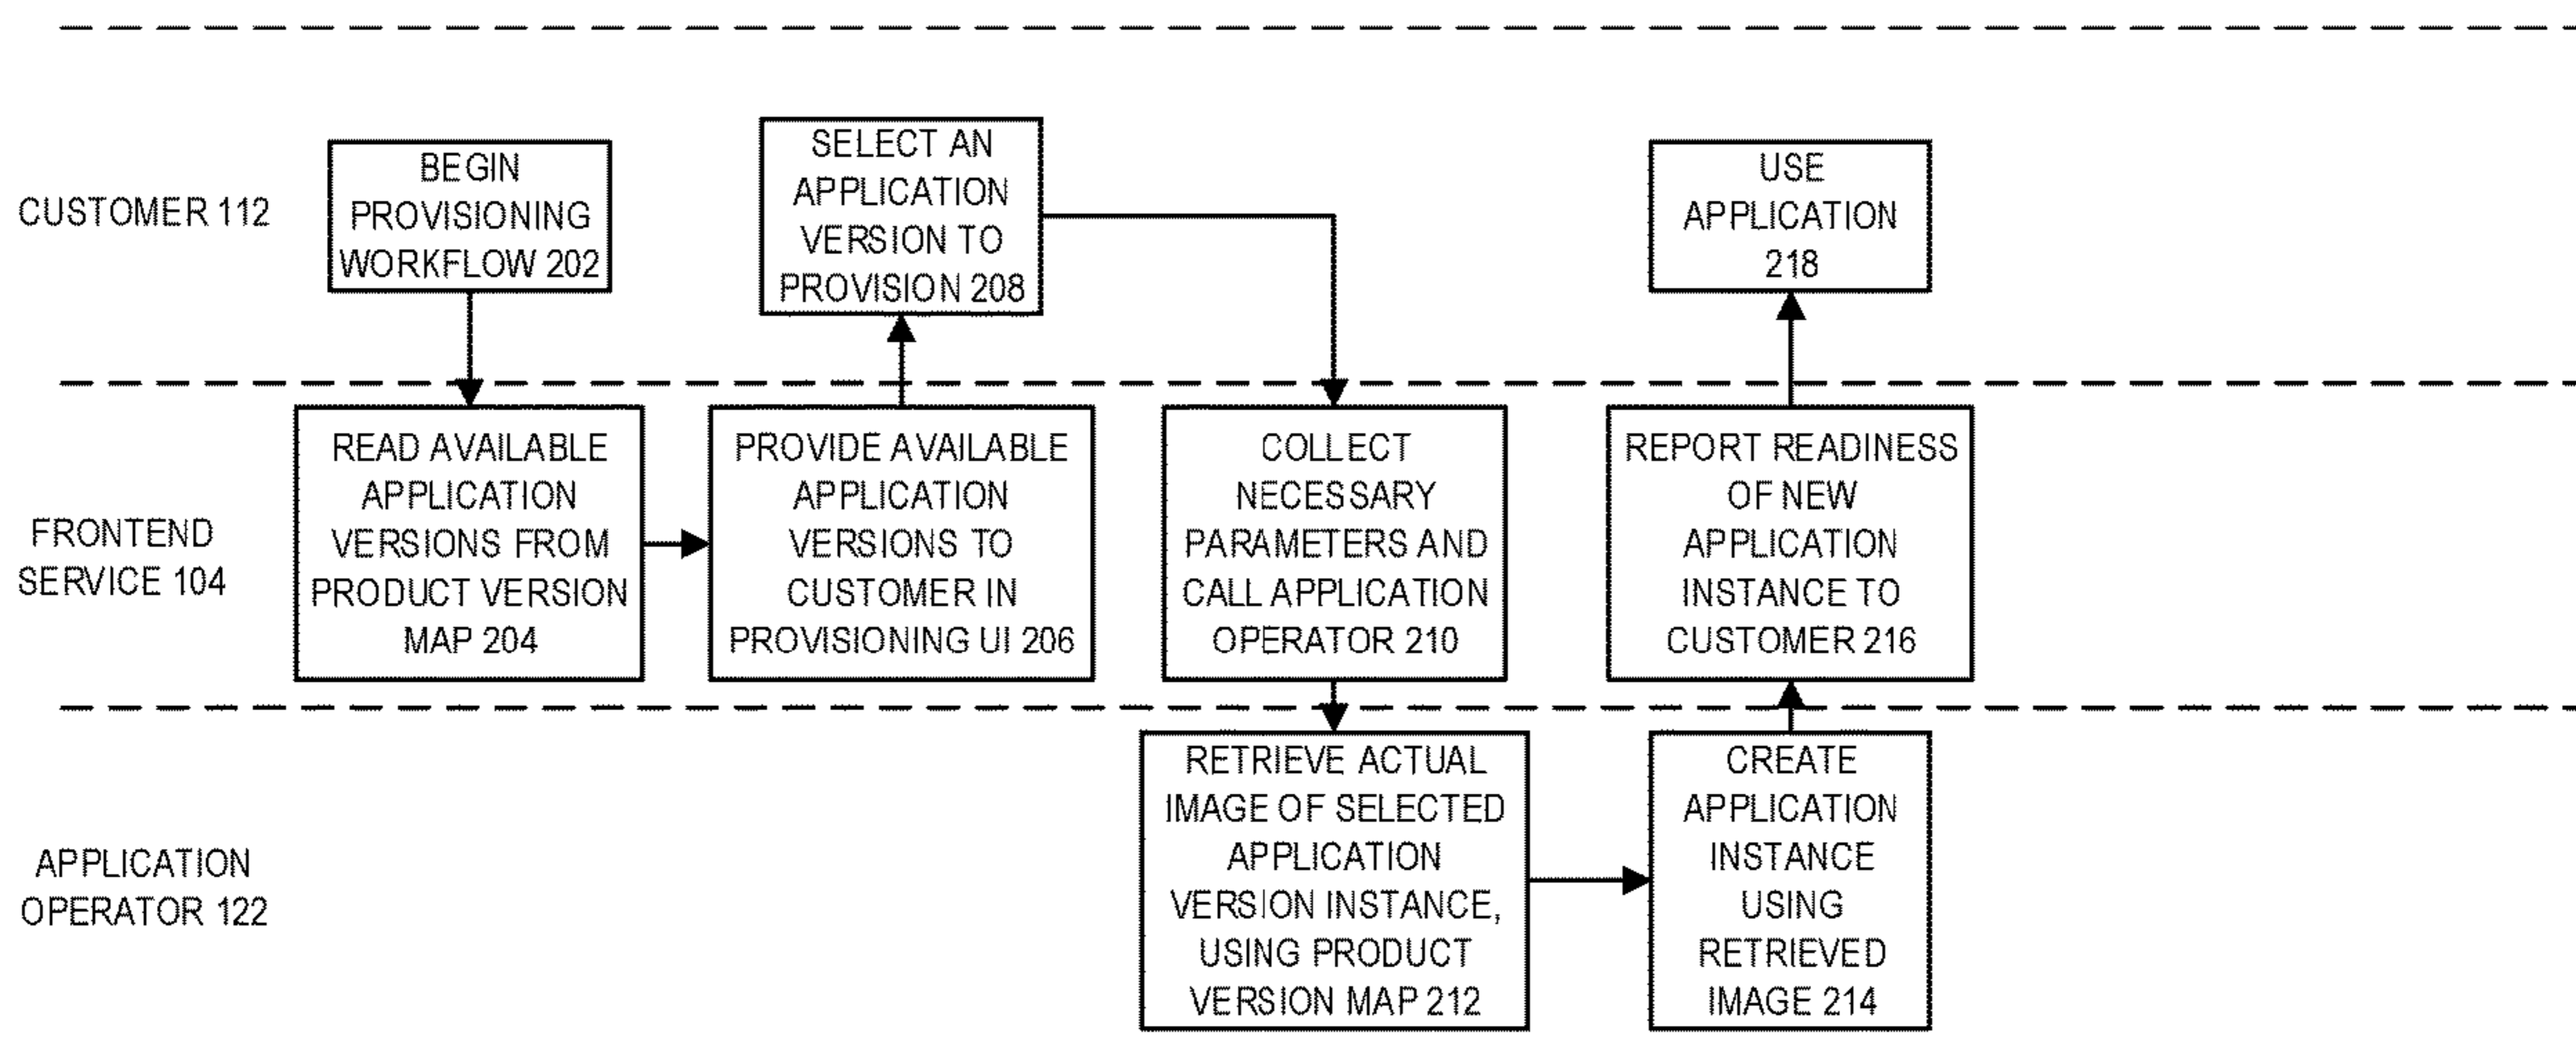 CUSTOMER 112
BEGIN
PROVISIONING
WORKFLOW 202
SELECT AN
APPLICATION
VERSION TO
PROVISION 208
USE
APPLICATION
218
FRONTEND
SERVICE 104
READ AVAILABLE
APPLICATION
VERSIONS FROM
PRODUCT VERSION
MAP 204
PROVIDE AVAILABLE
APPLICATION
VERSIONS TO
CUSTOMER IN
PROVISIONING UI 206
COLLECT
NECESSARY
PARAMETERS AND
CALL APPLICATION
OPERATOR 210
REPORT READINESS
OF NEW
APPLICATION
INSTANCE TO
CUSTOMER 216
APPLICATION
OPERATOR 122
RETRIEVE ACTUAL
IMAGE OF SELECTED
APPLICATION
VERSION INSTANCE,
USING PRODUCT
VERSION MAP 212
CREATE
APPLICATION
INSTANCE
USING
RETRIEVED
IMAGE 214